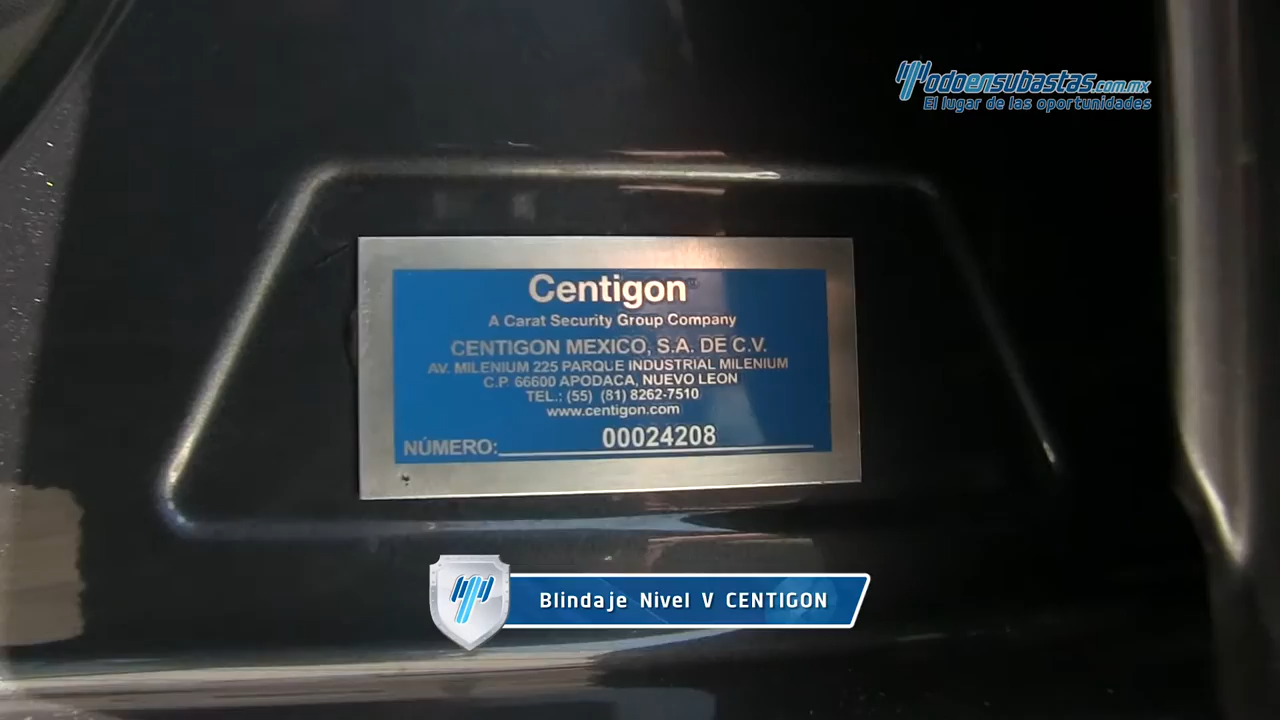 Todoensubastas.com.mx
El lugar de las oportunidades
Centigon®
A Carat Security Group Company
CENTIGON MEXICO, S.A. DE C.V.
AV. MILENIUM 225 PARQUE INDUSTRIAL MILENIUM
C.P. 66600 APODACA, NUEVO LEON
TEL.: (55) (81) 8262-7510
www.centigon.com
NÚMERO: 00024208
Blindaje Nivel V CENTIGON